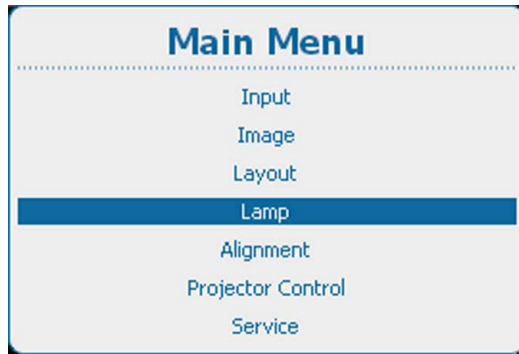 Main Menu
Input
Image
Layout
Lamp
Alignment
Projector Control
Service